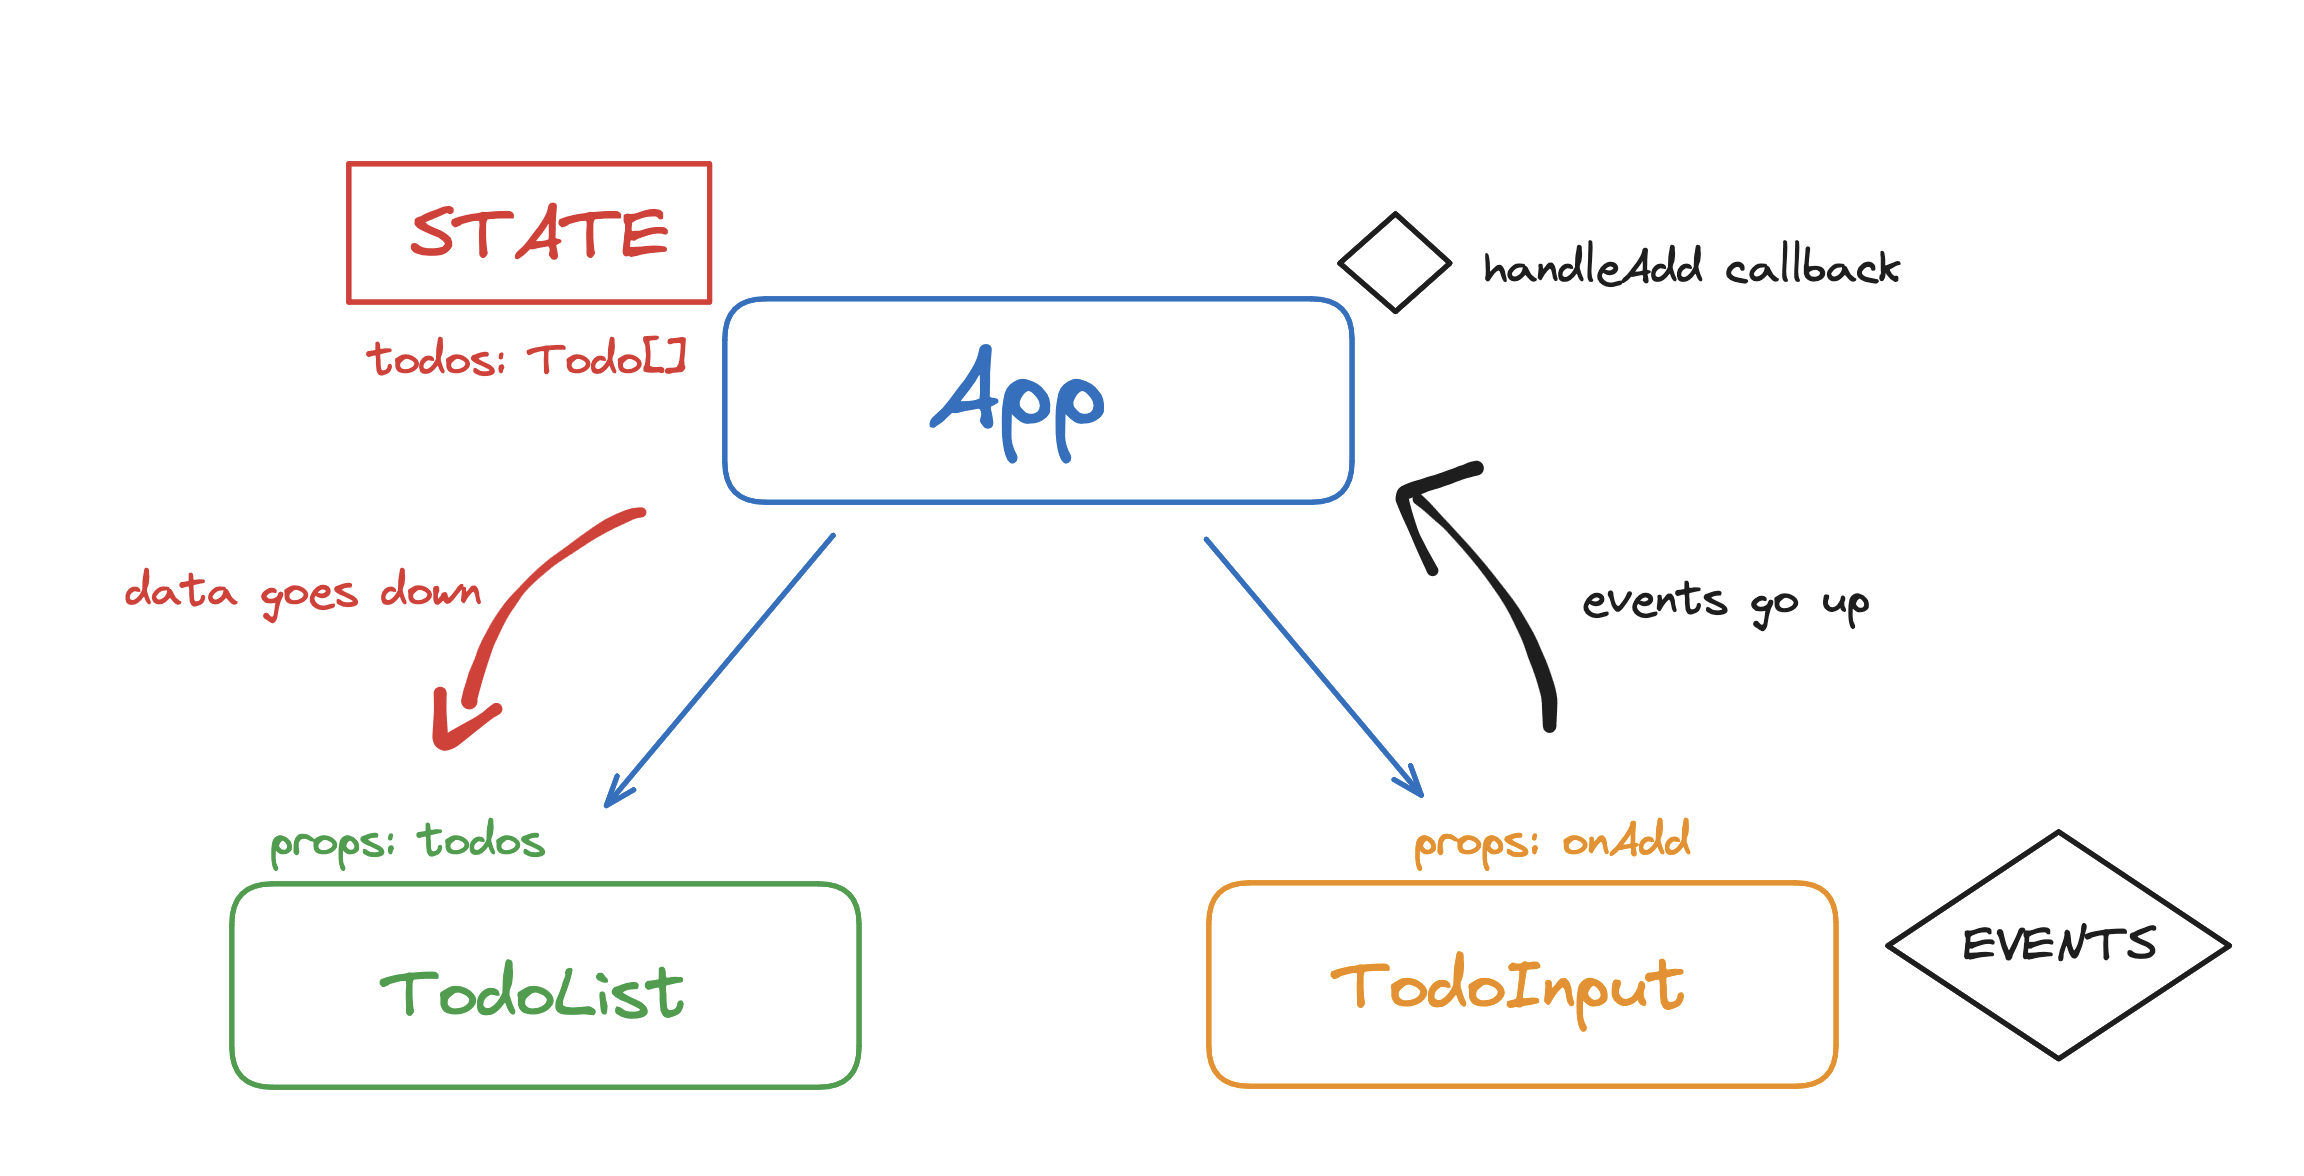 STATE
handleAdd callback
todos: Todo[]
App
data goes down
events go up
props: todos
props: onAdd
TodoList
TodoInput
EVENTS